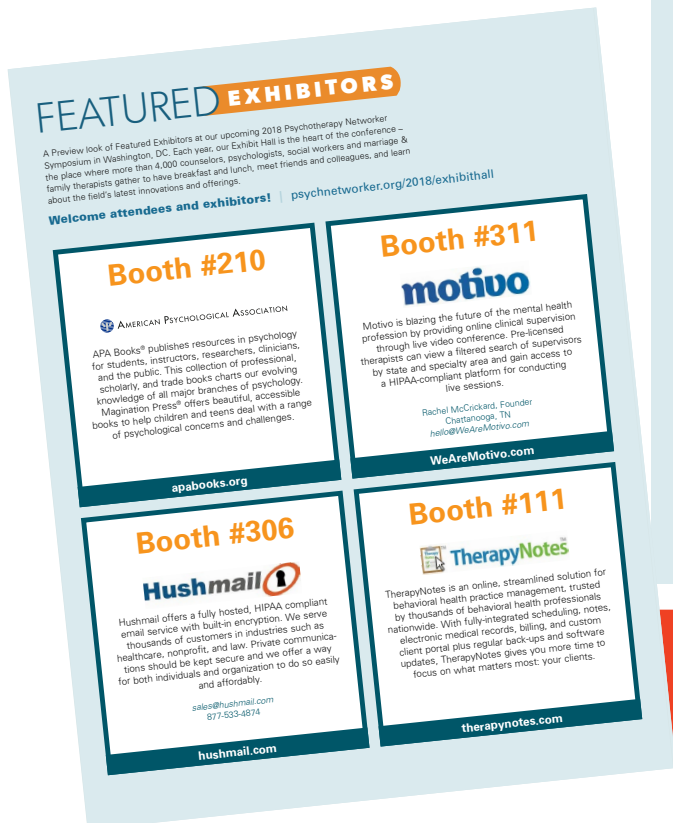 FEATURED EXHIBITORS
A Preview look of Featured Exhibitors at our upcoming 2018 Psychotherapy Networker
Symposium in Washington, DC. Each year, our Exhibit Hall is the heart of the conference –
the place where more than 4,000 counselors, psychologists, social workers and marriage &
family therapists gather to have breakfast and lunch, meet friends and colleagues, and learn
about the field's latest innovations and offerings.
Welcome attendees and exhibitors! | psychnetworker.org/2018/exhibithall
Booth #210
AMERICAN PSYCHOLOGICAL ASSOCIATION
APA Books® publishes resources in psychology
for students, instructors, researchers, clinicians,
and the public. This collection of professional,
scholarly, and trade books charts our evolving
knowledge of all major branches of psychology.
Magination Press® offers beautiful, accessible
books to help children and teens deal with a range
of psychological concerns and challenges.
apabooks.org
Booth #311
motivo
Motivo is blazing the future of the mental health
profession by providing online clinical supervision
through live video conference. Pre-licensed
therapists can view a filtered search of supervisors
by state and specialty area and gain access to
a HIPAA-compliant platform for conducting
live sessions.
Rachel McCrickard, Founder
Chattanooga, TN
hello@WeAreMotivo.com
WeAreMotivo.com
Booth #306
Hushmail
Hushmail offers a fully hosted, HIPAA compliant
email service with built-in encryption. We serve
thousands of customers in industries such as
healthcare, nonprofit, and law. Private communica-
tions should be kept secure and we offer a way
for both individuals and organization to do so easily
and affordably.
sales@hushmail.com
877-533-4874
hushmail.com
Booth #111
TherapyNotes™
TherapyNotes is an online, streamlined solution for
behavioral health practice management, trusted
by thousands of behavioral health professionals
nationwide. With fully-integrated scheduling, notes,
electronic medical records, billing, and custom
client portal plus regular back-ups and software
updates, TherapyNotes gives you more time to
focus on what matters most: your clients.
therapynotes.com